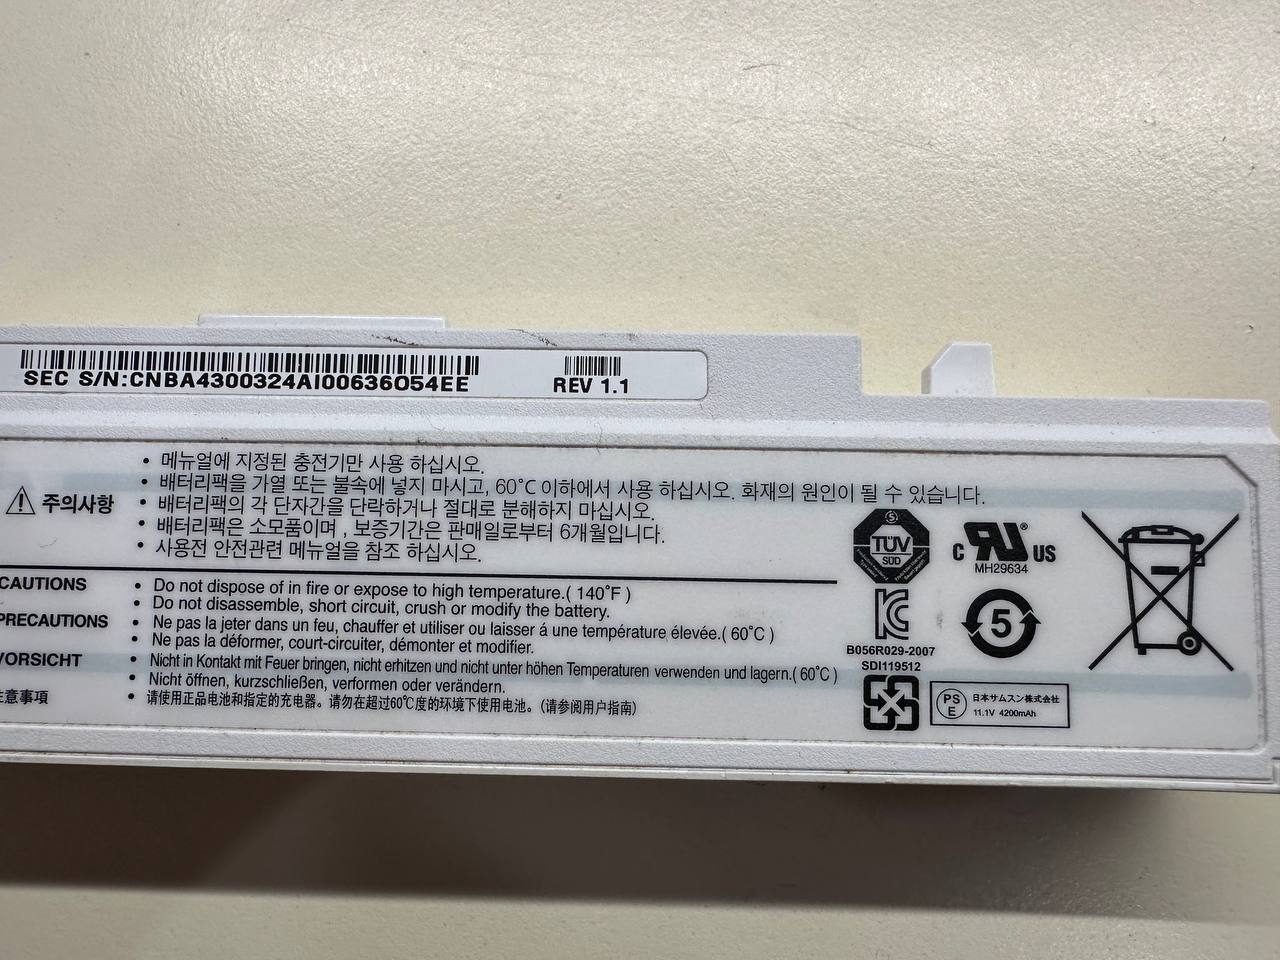 SEC S/N:CNBA4300324AI00636O54EE
REV 1.1
주의사항
• 메뉴얼에 지정된 충전기만 사용 하십시오.
• 배터리팩을 가열 또는 불속에 넣지 마시고, 60°C 이하에서 사용 하십시오. 화재의 원인이 될 수 있습니다.
• 배터리팩의 각 단자간을 단락하거나 절대로 분해하지 마십시오.
• 배터리팩은 소모품이며, 보증기간은 판매일로부터 6개월입니다.
• 사용전 안전관련 메뉴얼을 참조 하십시오.
CAUTIONS
• Do not dispose of in fire or expose to high temperature.( 140°F )
• Do not disassemble, short circuit, crush or modify the battery.
PRECAUTIONS
• Ne pas la jeter dans un feu, chauffer et utiliser ou laisser á une température élevée.( 60°C )
• Ne pas la déformer, court-circuiter, démonter et modifier.
VORSICHT
• Nicht in Kontakt mit Feuer bringen, nicht erhitzen und nicht unter höhen Temperaturen verwenden und lagern.( 60°C )
• Nicht öffnen, kurzschließen, verformen oder verändern.
注意事項
• 请使用正品电池和指定的充电器。请勿在超过60℃度的环境下使用电池。(请参阅用户指南)
TÜV
SÜD
C RU® US
MH29634
KC
B056R029-2007
SDI119512
5
PS
E
日本サムスン株式会社
11.1V 4200mAh